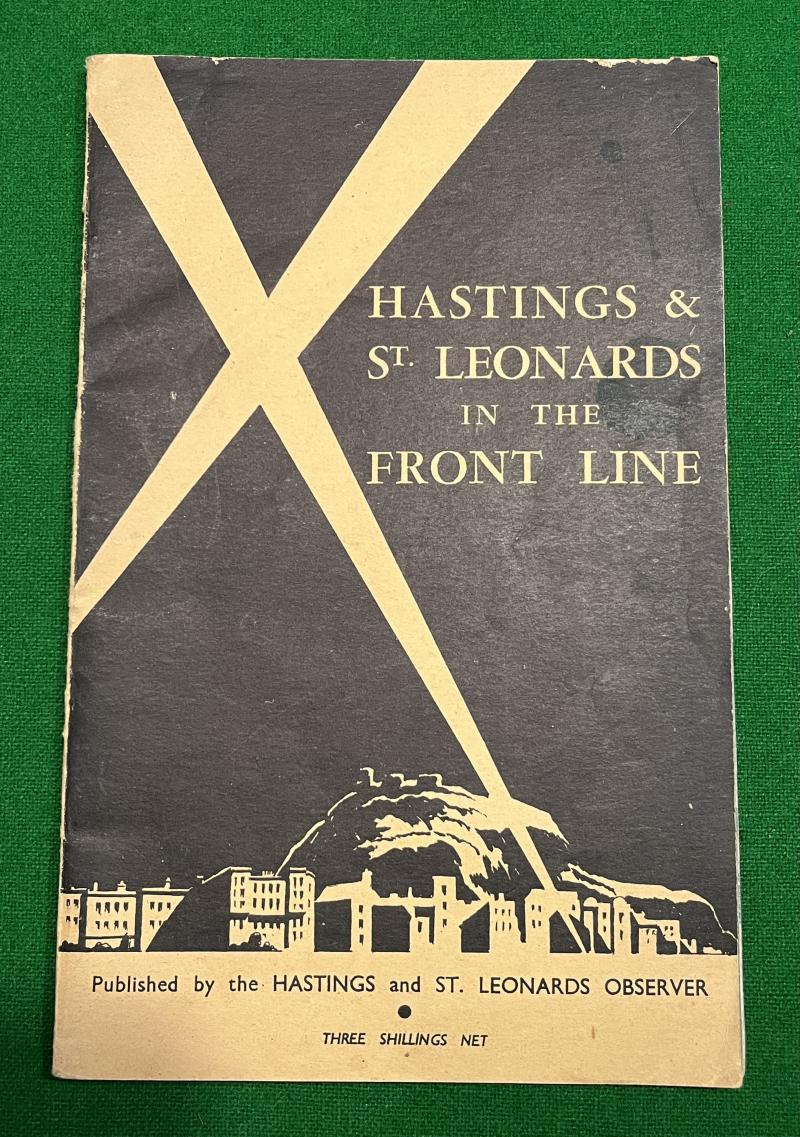 HASTINGS &
ST. LEONARDS
IN THE
FRONT LINE
Published by the HASTINGS and ST. LEONARDS OBSERVER
THREE SHILLINGS NET